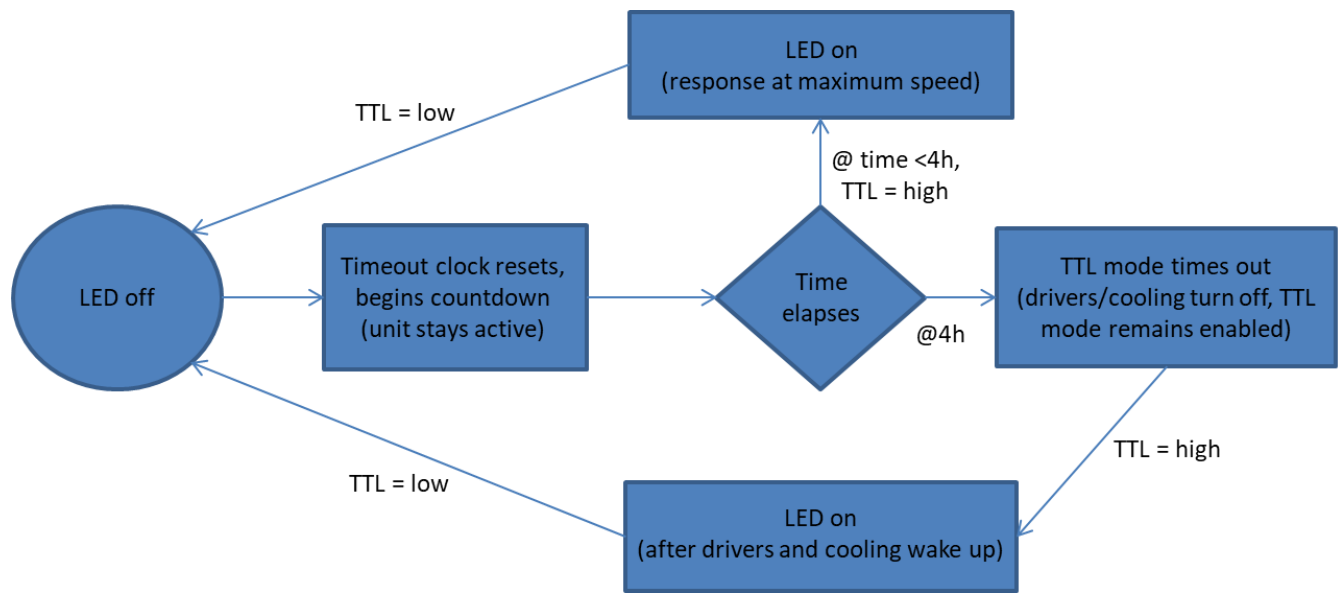 LED on
(response at maximum speed)
TTL = low
@ time <4h,
TTL = high
LED off
Timeout clock resets,
begins countdown
(unit stays active)
Time
elapses
@4h
TTL mode times out
(drivers/cooling turn off, TTL
mode remains enabled)
TTL = high
TTL = low
LED on
(after drivers and cooling wake up)